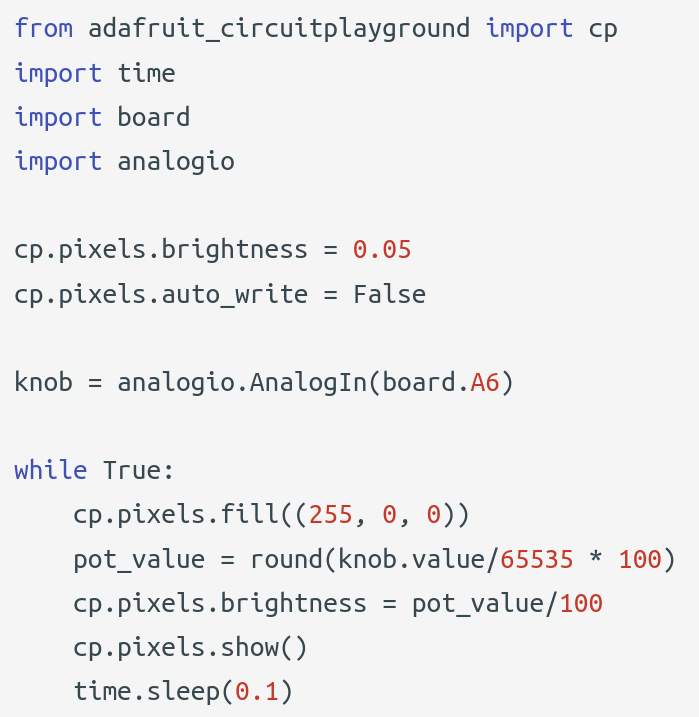 from adafruit_circuitplayground import cp
import time
import board
import analogio

cp.pixels.brightness = 0.05
cp.pixels.auto_write = False

knob = analogio.AnalogIn(board.A6)

while True:
    cp.pixels.fill((255, 0, 0))
    pot_value = round(knob.value/65535 * 100)
    cp.pixels.brightness = pot_value/100
    cp.pixels.show()
    time.sleep(0.1)